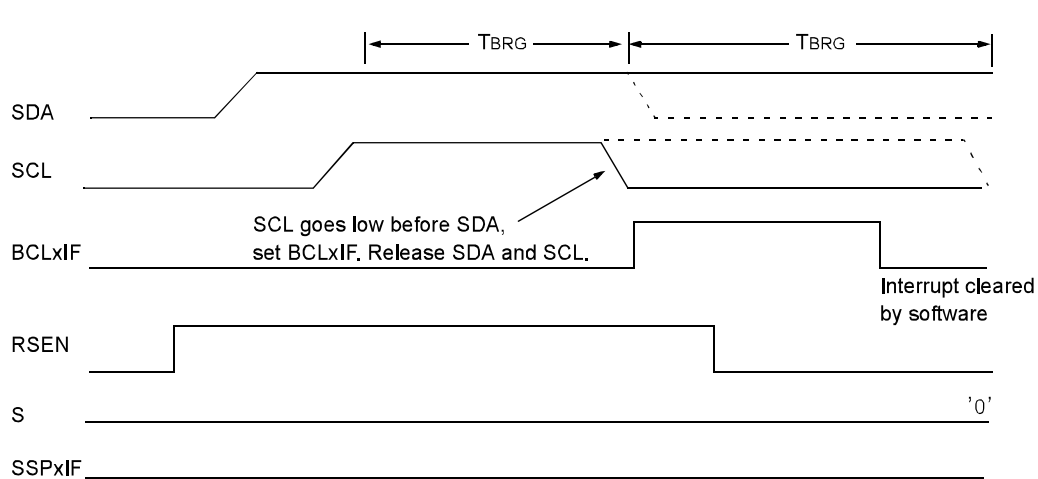 TBRG TBRG
SDA
SCL
SCL goes low before SDA,
set BCLxIF. Release SDA and SCL.
BCLxIF
Interrupt cleared
by software
RSEN
S
'0'
SSPxIF